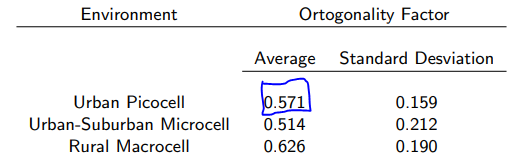 Environment Ortogonality Factor
Average Standard Desviation
Urban Picocell 0.571 0.159
Urban-Suburban Microcell 0.514 0.212
Rural Macrocell 0.626 0.190